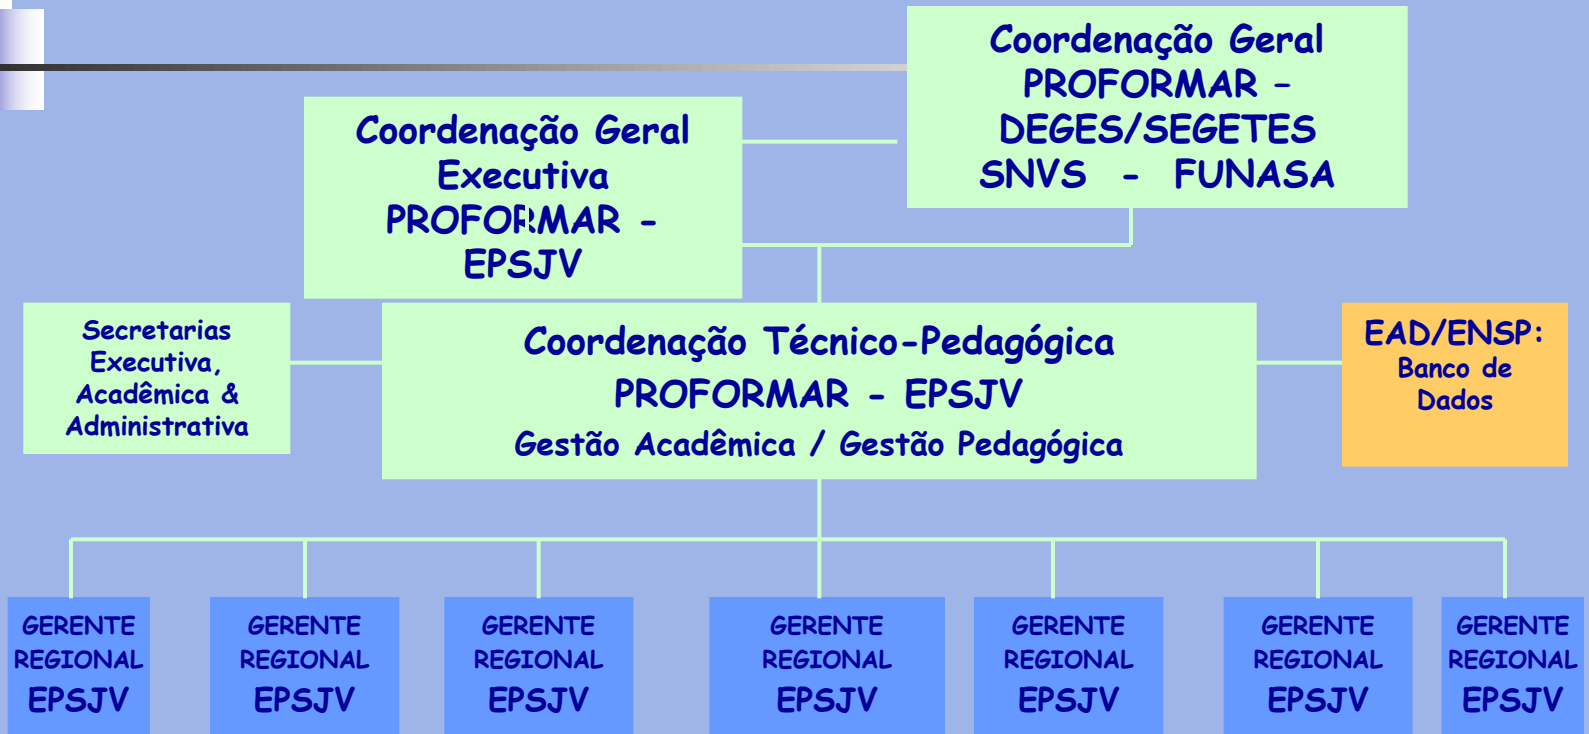 Coordenação Geral
PROFORMAR –
DEGES/SEGETES
SNVS - FUNASA
Coordenação Geral
Executiva
PROFORMAR -
EPSJV
Secretarias
Executiva,
Acadêmica &
Administrativa
Coordenação Técnico-Pedagógica
PROFORMAR - EPSJV
Gestão Acadêmica / Gestão Pedagógica
EAD/ENSP:
Banco de
Dados
GERENTE
REGIONAL
EPSJV
GERENTE
REGIONAL
EPSJV
GERENTE
REGIONAL
EPSJV
GERENTE
REGIONAL
EPSJV
GERENTE
REGIONAL
EPSJV
GERENTE
REGIONAL
EPSJV
GERENTE
REGIONAL
EPSJV